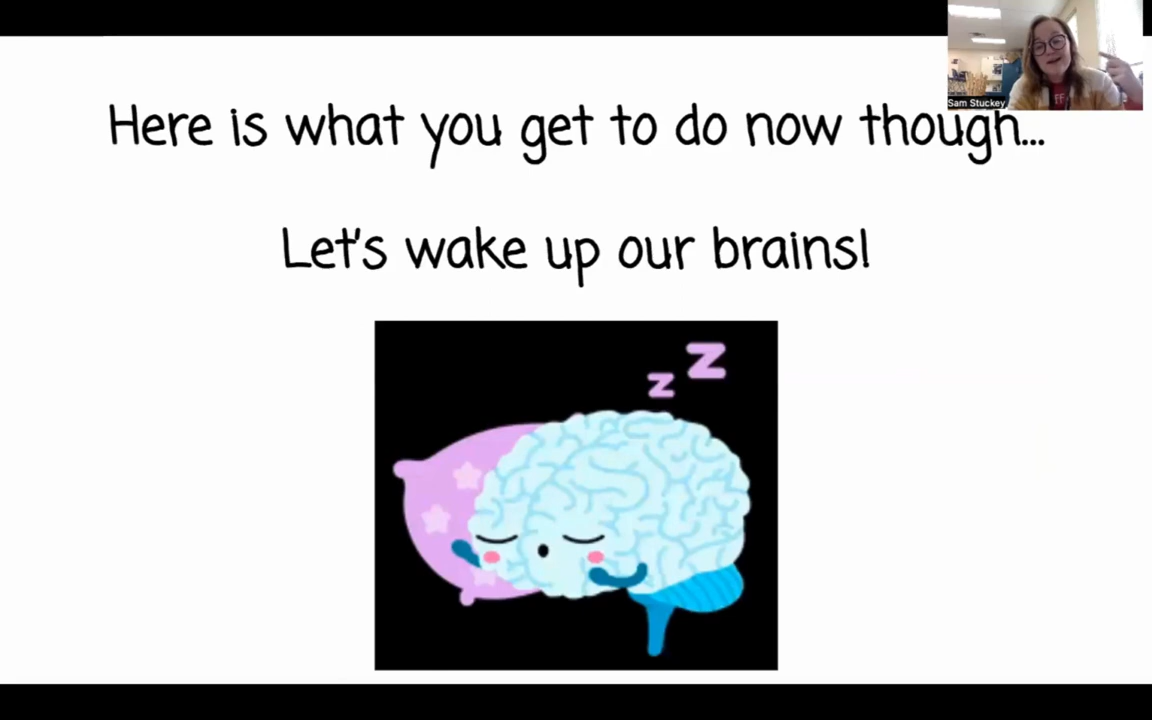 Sam Stuckey
Here is what you get to do now though...
Let's wake up our brains!
z Z